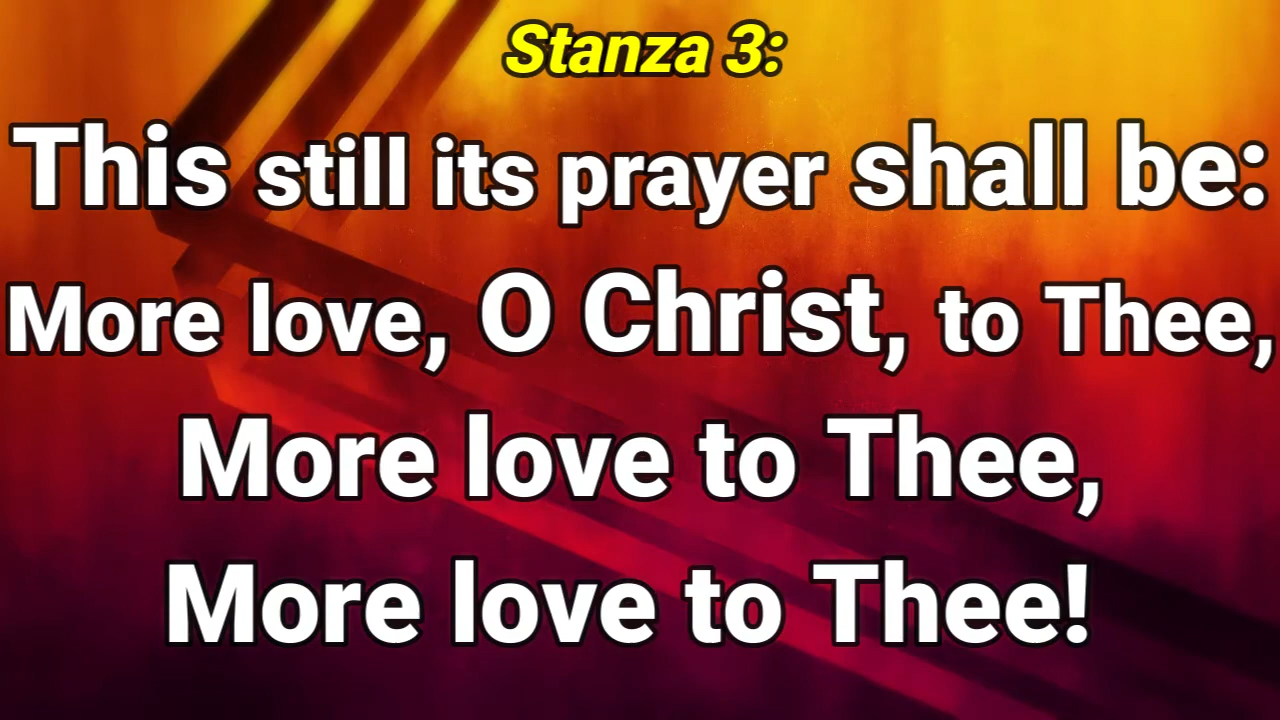 Stanza 3:
This still its prayer shall be:
More love, O Christ, to Thee,
More love to Thee,
More love to Thee!